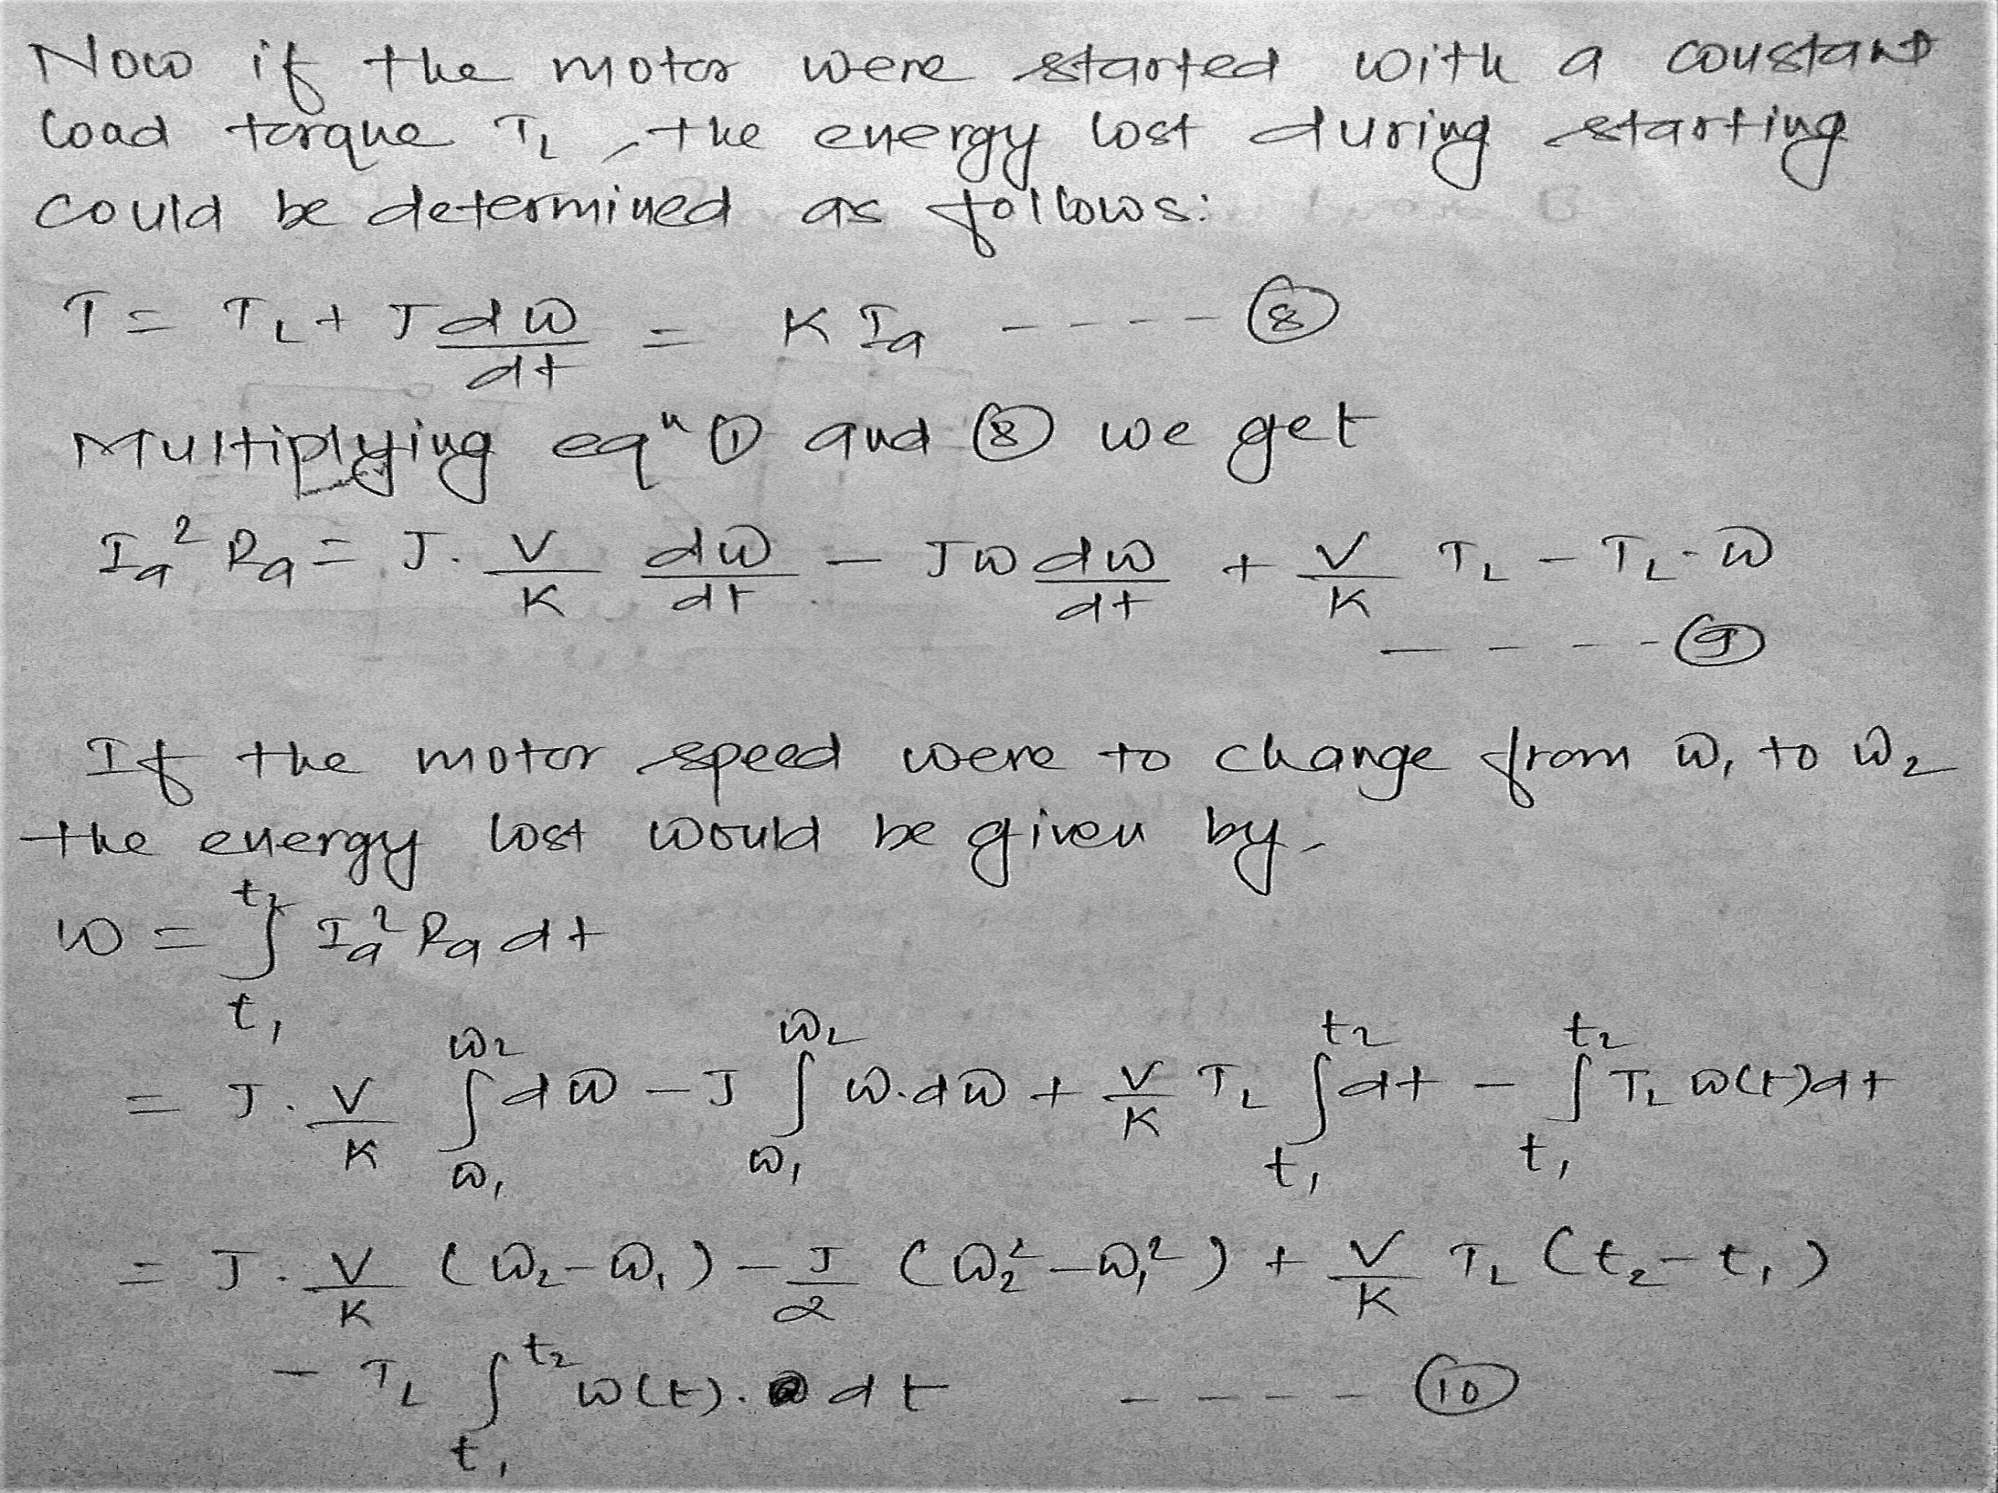 Now if the motor were started with a constant
load torque T_L, the energy lost during starting
could be determined as follows:
T = T_L + J dω/dt = K I_a ---- ⑧
Multiplying eqⁿ ① and ⑧ we get
I_a² R_a = J. V/K dω/dt - Jω dω/dt + V/K T_L - T_L.ω
---- ⑨
If the motor speed were to change from ω₁ to ω₂
the energy lost would be given by-
W = ∫_{t₁}^{t₂} I_a² R_a dt
= J. V/K ∫_{ω₁}^{ω₂} dω - J ∫_{ω₁}^{ω₂} ω.dω + V/K T_L ∫_{t₁}^{t₂} dt - ∫_{t₁}^{t₂} T_L ω(t)dt
= J. V/K (ω₂-ω₁) - J/2 (ω₂²-ω₁²) + V/K T_L (t₂-t₁)
- T_L ∫_{t₁}^{t₂} ω(t). dt ---- ⑩